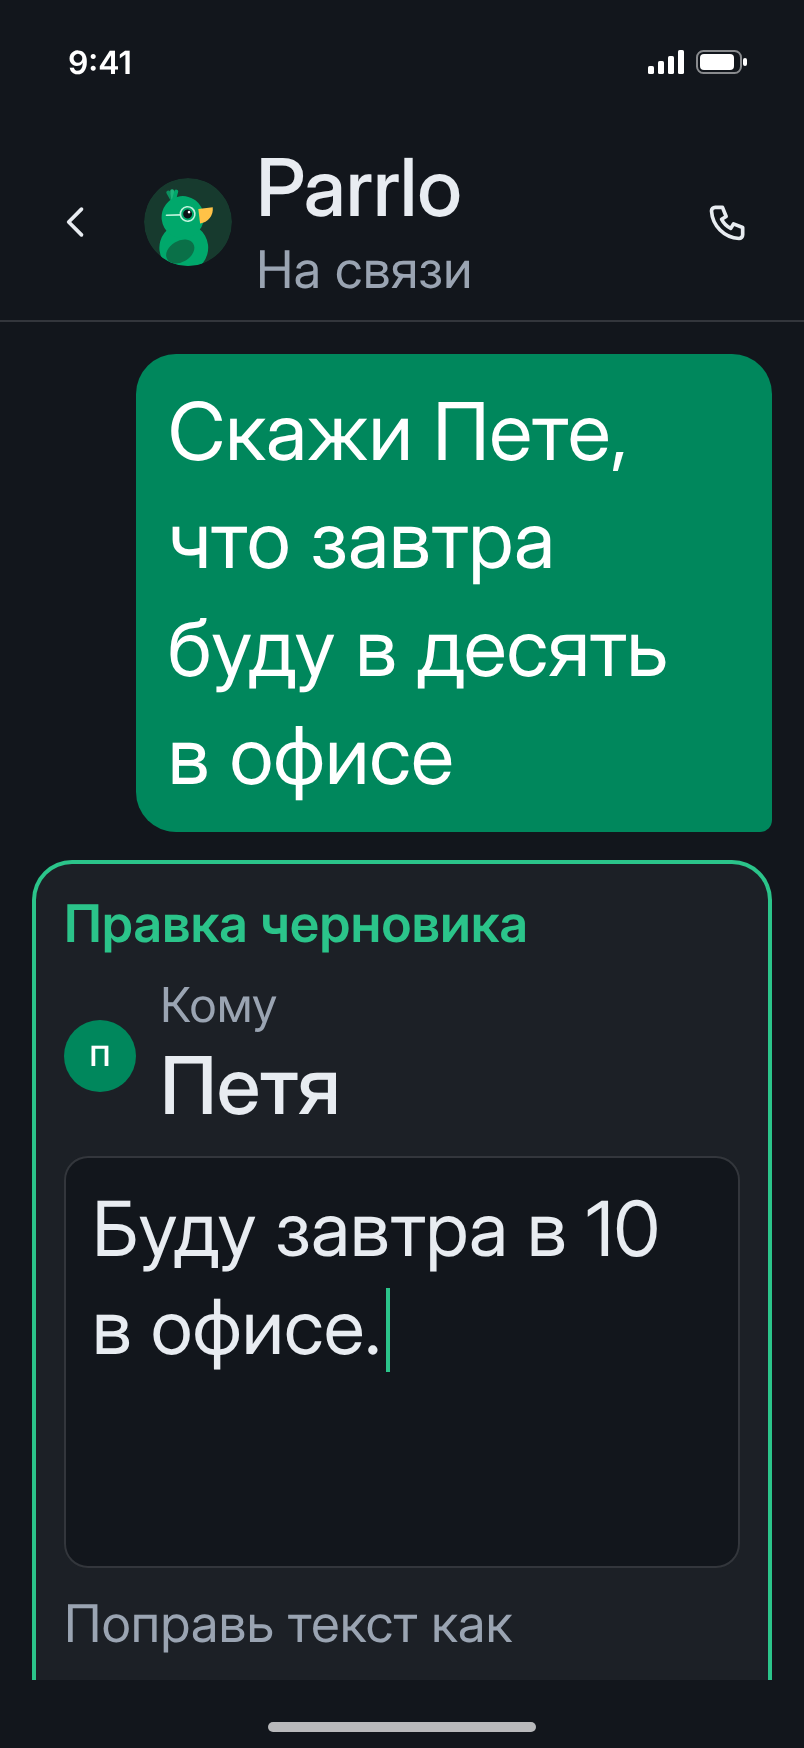 9:41
Parrlo
На связи
Скажи Пете,
что завтра
буду в десять
в офисе
Правка черновика
Кому
П
Петя
Буду завтра в 10
в офисе.
Поправь текст как